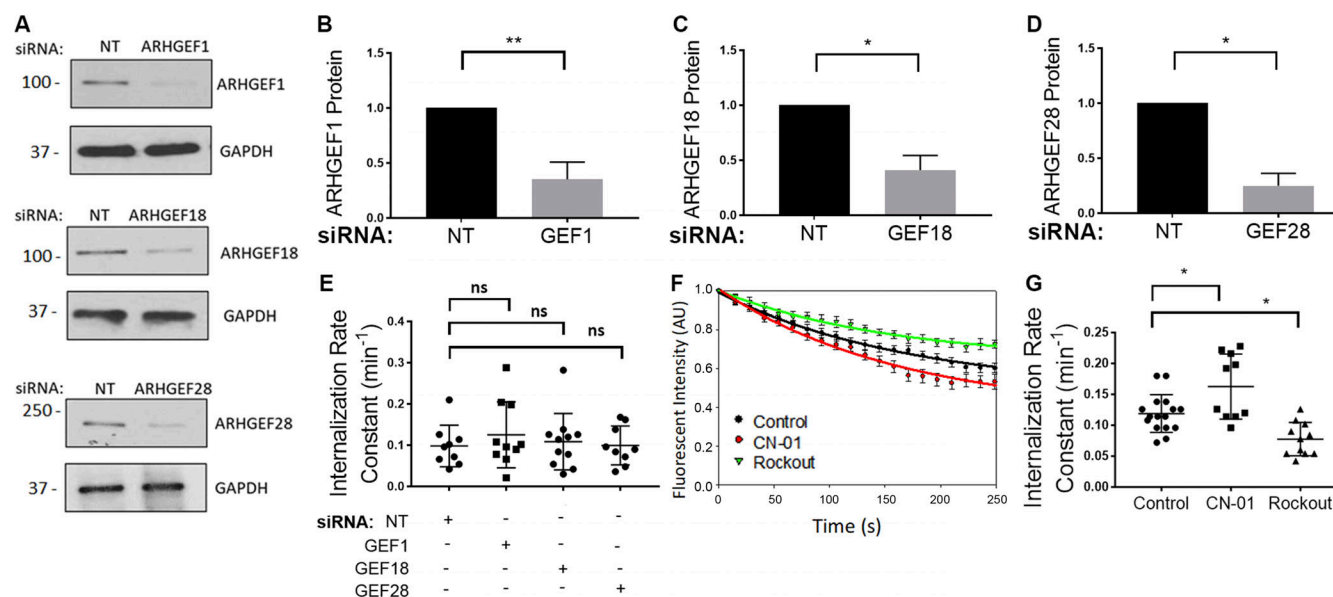 A
siRNA: NT ARHGEF1
100 - ARHGEF1
37 - GAPDH
siRNA: NT ARHGEF18
100 - ARHGEF18
37 - GAPDH
siRNA: NT ARHGEF28
250 -
ARHGEF28
37 - GAPDH
B
**
ARHGEF1 Protein
1.5
1.0
0.5
0.0
siRNA: NT GEF1
C
*
ARHGEF18 Protein
1.5
1.0
0.5
0.0
siRNA: NT GEF18
D
*
ARHGEF28 Protein
1.5
1.0
0.5
0.0
siRNA: NT GEF28
E
ns
ns
ns
Internalization Rate
Constant (min-1)
0.4
0.3
0.2
0.1
0.0
siRNA: NT + - - -
GEF1 - + - -
GEF18 - - + -
GEF28 - - - +
F
Fluorescent Intensity (AU)
1.0
0.8
0.6
0.4
0.2
Control
CN-01
Rockout
0 50 100 150 200 250
Time (s)
G
*
*
Internalization Rate
Constant (min-1)
0.25
0.20
0.15
0.10
0.05
0.00
Control CN-01 Rockout